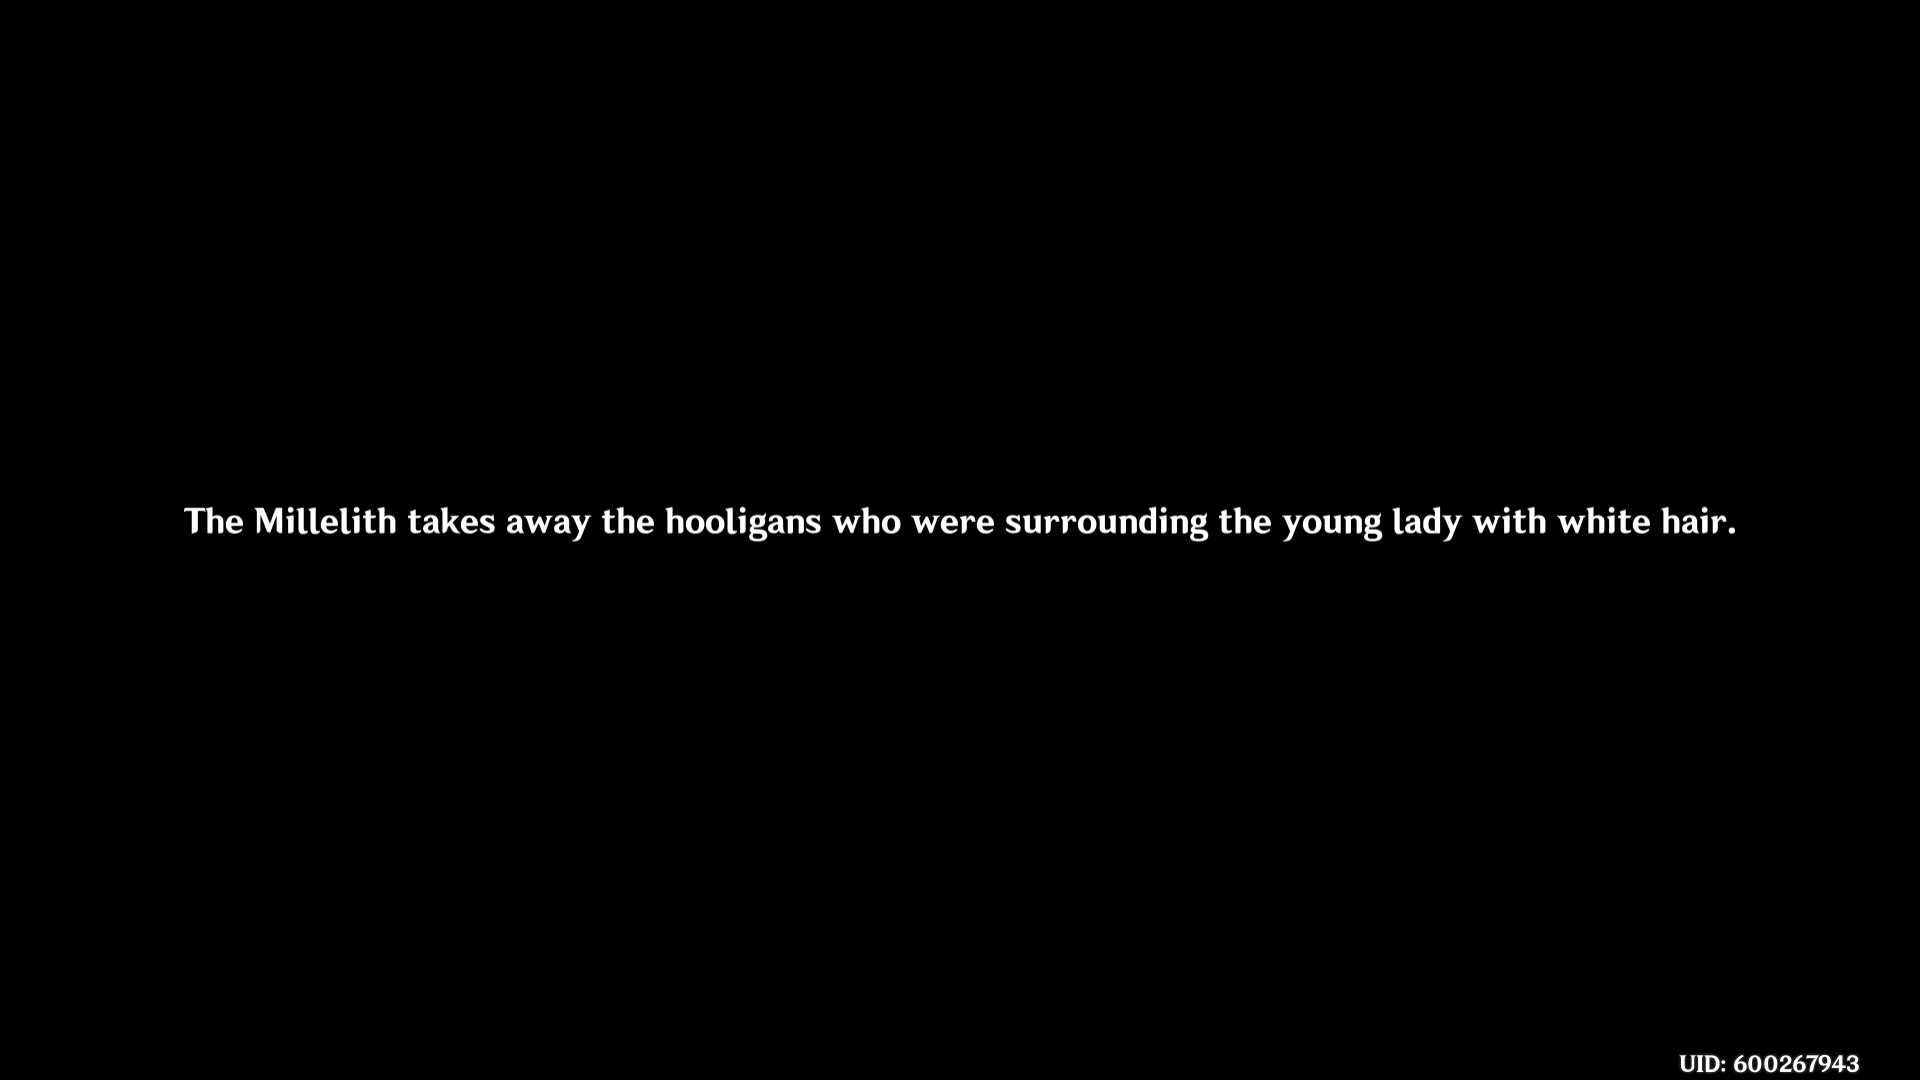 The Millelith takes away the hooligans who were surrounding the young lady with white hair.
UID: 600267943